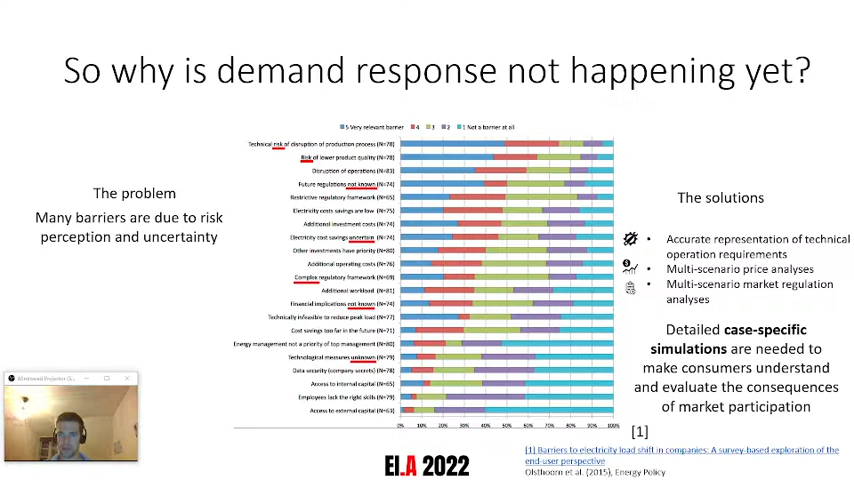 So why is demand response not happening yet?
5 Very relevant barrier 4 3 2 1 Not a barrier at all
The problem
Many barriers are due to risk
perception and uncertainty
Technical risk of disruption of production process (N=78)
Risk of lower product quality (N=78)
Disruption of operations (N=83)
Future regulations not known (N=74)
Restrictive regulatory framework (N=65)
Electricity costs savings are low (N=75)
Additional investment costs (N=74)
Electricity cost savings uncertain (N=74)
Other investments have priority (N=80)
Additional operating costs (N=76)
Complex regulatory framework (N=69)
Additional workload (N=81)
Financial implications not known (N=74)
Technically infeasible to reduce peak load (N=77)
Cost savings too far in the future (N=71)
Energy management not a priority of top management (N=80)
Technological measures unknown (N=79)
Data security (company secrets) (N=78)
Access to internal capital (N=65)
Employees lack the right skills (N=79)
Access to external capital (N=63)
0% 10% 20% 30% 40% 50% 60% 70% 80% 90% 100%
The solutions
• Accurate representation of technical
operation requirements
• Multi-scenario price analyses
• Multi-scenario market regulation
analyses
Detailed case-specific
simulations are needed to
make consumers understand
and evaluate the consequences
of market participation
[1]
[1] Barriers to electricity load shift in companies: A survey-based exploration of the
end-user perspective
Olsthoorn et al. (2015), Energy Policy
EI.A 2022